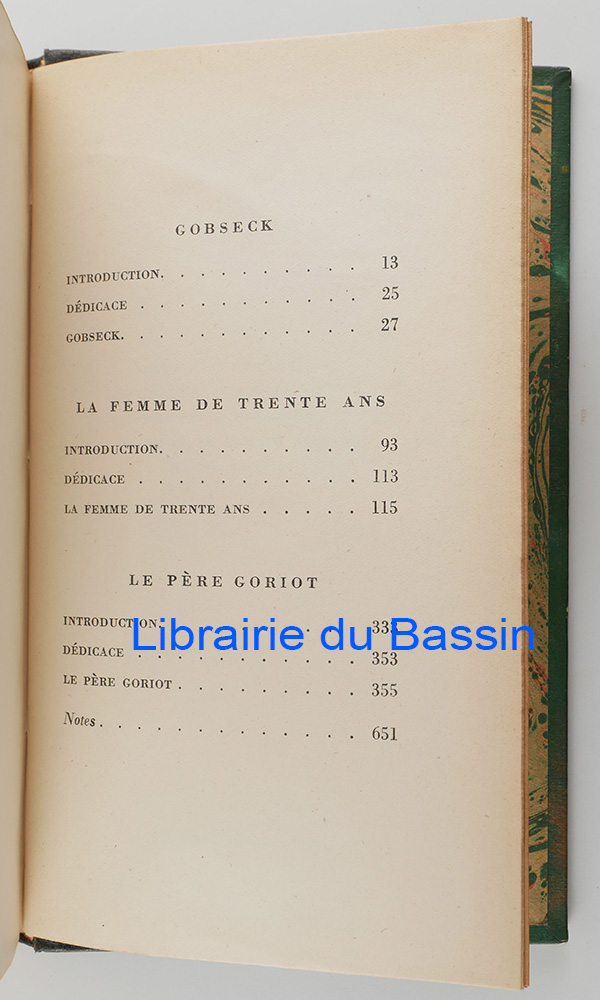 GOBSECK
INTRODUCTION. . . . . . . . . . 13
DÉDICACE . . . . . . . . . . . 25
GOBSECK. . . . . . . . . . . . 27
LA FEMME DE TRENTE ANS
INTRODUCTION. . . . . . . . . . 93
DÉDICACE . . . . . . . . . . . 113
LA FEMME DE TRENTE ANS . . . . . 115
LE PÈRE GORIOT
INTRODUCTION.
Librairie du Bassin
DÉDICACE . . . . . . . . . . . 353
LE PÈRE GORIOT . . . . . . . . . 355
Notes . . . . . . . . . . . . . 651